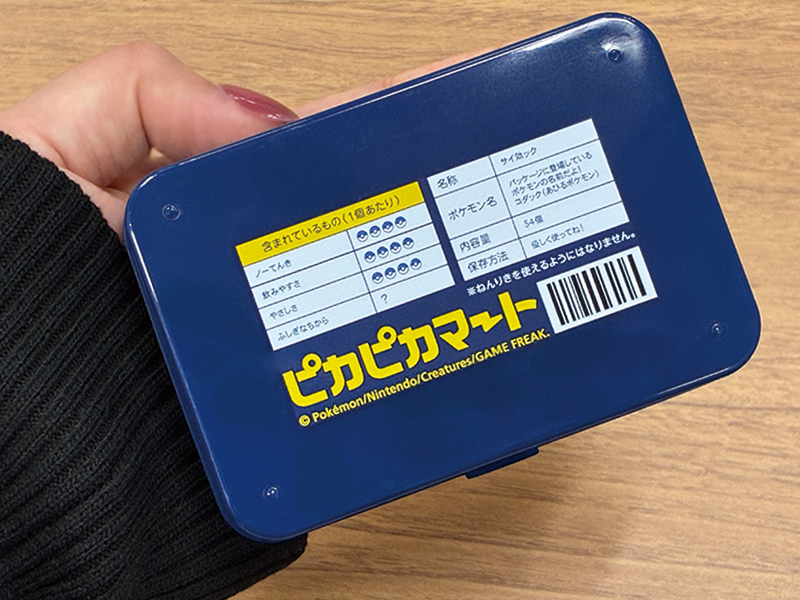 含まれているもの(1個あたり)
ノーてんき
飲みやすさ
やさしさ
ふしぎなちから ?
名称 サイ効ック
ポケモン名 パッケージに登場している
ポケモンの名前だよ!
コダック(あひるポケモン)
内容量 54個
保存方法 優しく使ってね!
※ねんりきを使えるようにはなりません。
ピカピカマート
© Pokémon/Nintendo/Creatures/GAME FREAK.